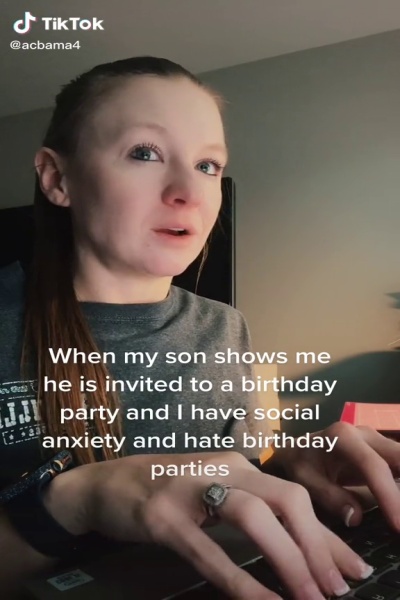 TikTok
@acbama4
When my son shows me
he is invited to a birthday
party and I have social
anxiety and hate birthday
parties